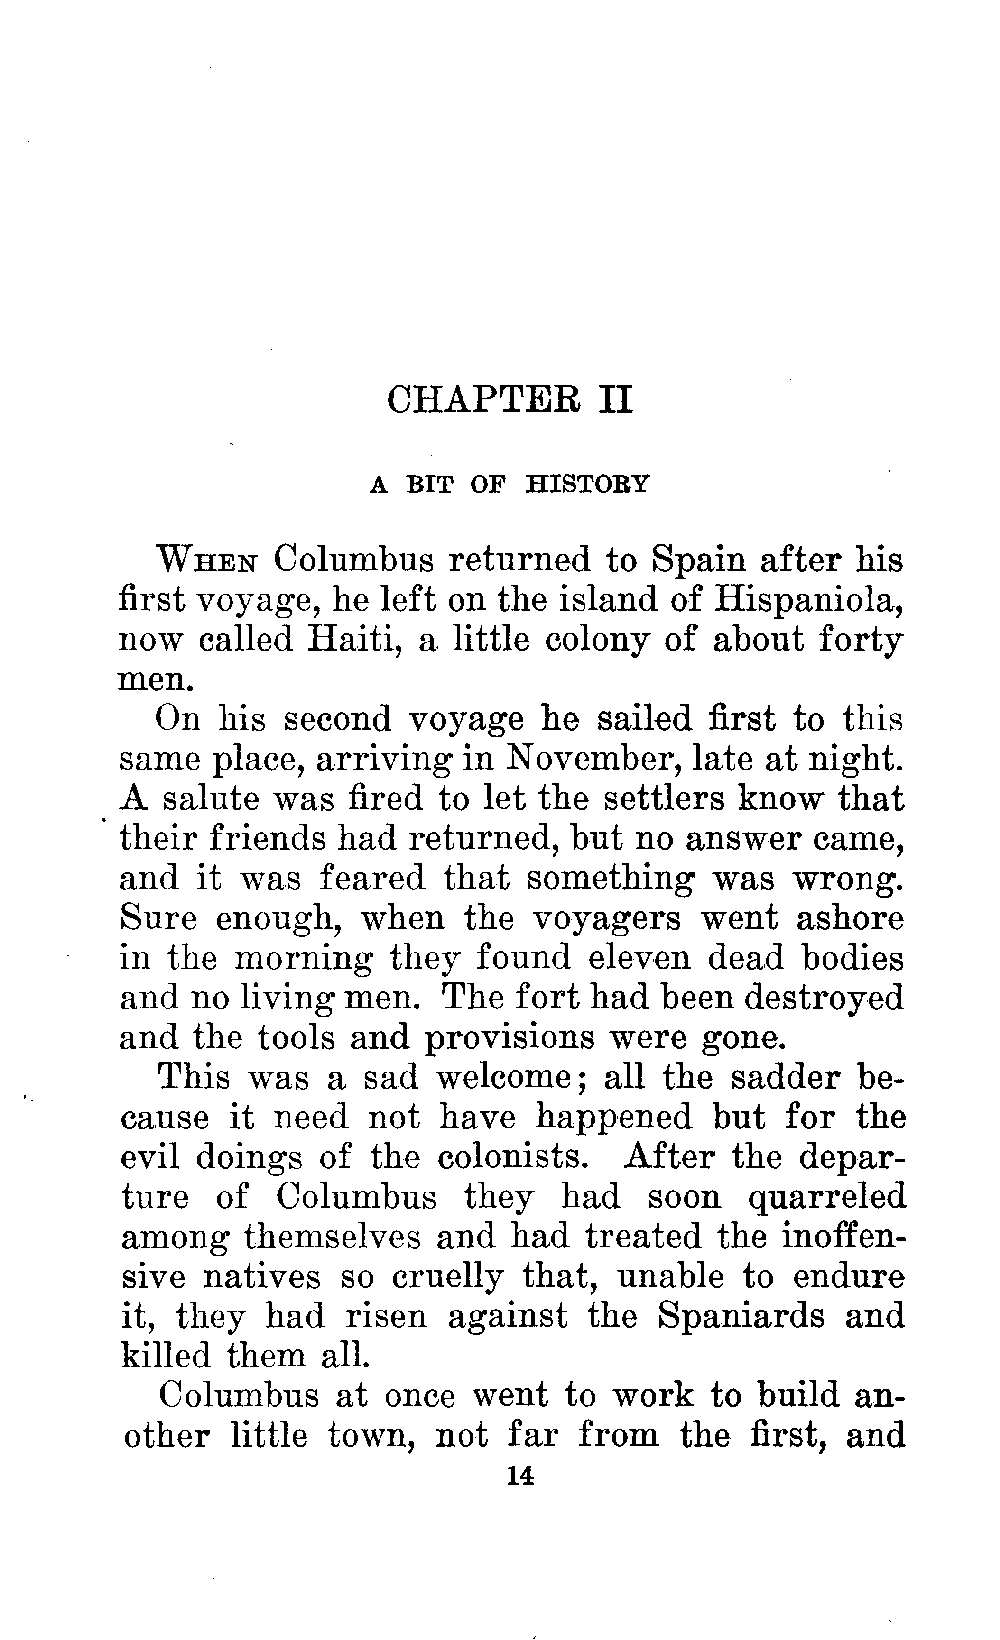 CHAPTER II
A BIT OF HISTORY
WHEN Columbus returned to Spain after his
first voyage, he left on the island of Hispaniola,
now called Haiti, a little colony of about forty
men.
On his second voyage he sailed first to this
same place, arriving in November, late at night.
A salute was fired to let the settlers know that
their friends had returned, but no answer came,
and it was feared that something was wrong.
Sure enough, when the voyagers went ashore
in the morning they found eleven dead bodies
and no living men. The fort had been destroyed
and the tools and provisions were gone.
This was a sad welcome; all the sadder be-
cause it need not have happened but for the
evil doings of the colonists. After the depar-
ture of Columbus they had soon quarreled
among themselves and had treated the inoffen-
sive natives so cruelly that, unable to endure
it, they had risen against the Spaniards and
killed them all.
Columbus at once went to work to build an-
other little town, not far from the first, and
14